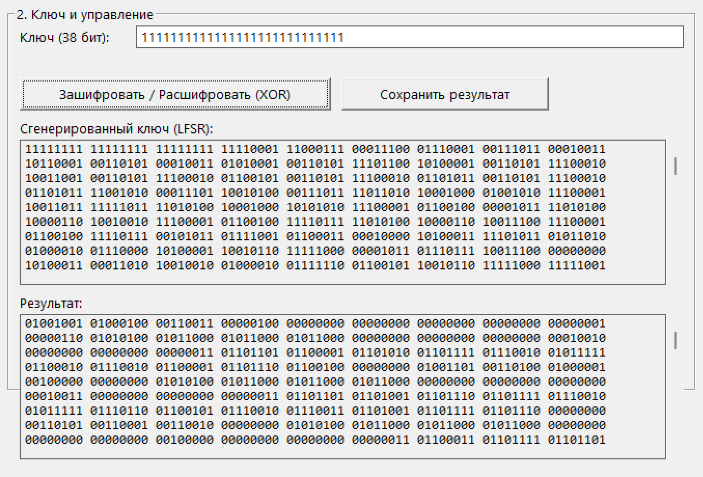 2. Ключ и управление
Ключ (38 бит): 1111111111111111111111111111
Зашифровать / Расшифровать (XOR) Сохранить результат
Сгенерированный ключ (LFSR):
11111111 11111111 11111111 11111111 11110001 11000111 00011100 01110001 00111011 00010011
10110001 00110101 00010011 01010001 00110101 11101100 10100001 00110101 11100010
10011001 00110101 11100010 01100101 00110101 11100010 01101011 00110101 11100010
01101011 11001010 00011101 10010100 00111011 11011010 10001000 01001010 11100001
10011011 11111011 11010100 10001000 10101010 11100001 01100100 00001011 11010100
10000110 10010010 11100001 01100100 11110111 11010100 10000110 10011100 11100001
01100100 11110111 00101011 01111001 01100011 00010000 10100011 11101011 01011010
01000010 01110000 10100001 10010110 11111000 00001011 01110111 10011100 00000000
10100011 00011010 10010010 01000010 01111110 01100101 10010110 11111000 11111001
Результат:
01001001 01000100 00110011 00000100 00000000 00000000 00000000 00000000 00000001
00000110 01010100 01011000 01011000 01011000 00000000 00000000 00000000 00010010
00000000 00000000 00000011 01101101 01100001 01101010 01101111 01110010 01011111
01100010 01110010 01100001 01101110 01100100 00000000 01001101 00110100 01000001
00100000 00000000 01010100 01011000 01011000 01011000 00000000 00000000 00000000
00010011 00000000 00000000 00000011 01101101 01101001 01101110 01101111 01110010
01011111 01110110 01100101 01110010 01110011 01101001 01101111 01101110 00000000
00110101 00110001 00110010 00000000 01010100 01011000 01011000 01011000 00000000
00000000 00000000 00100000 00000000 00000000 00000011 01100011 01101111 01101101